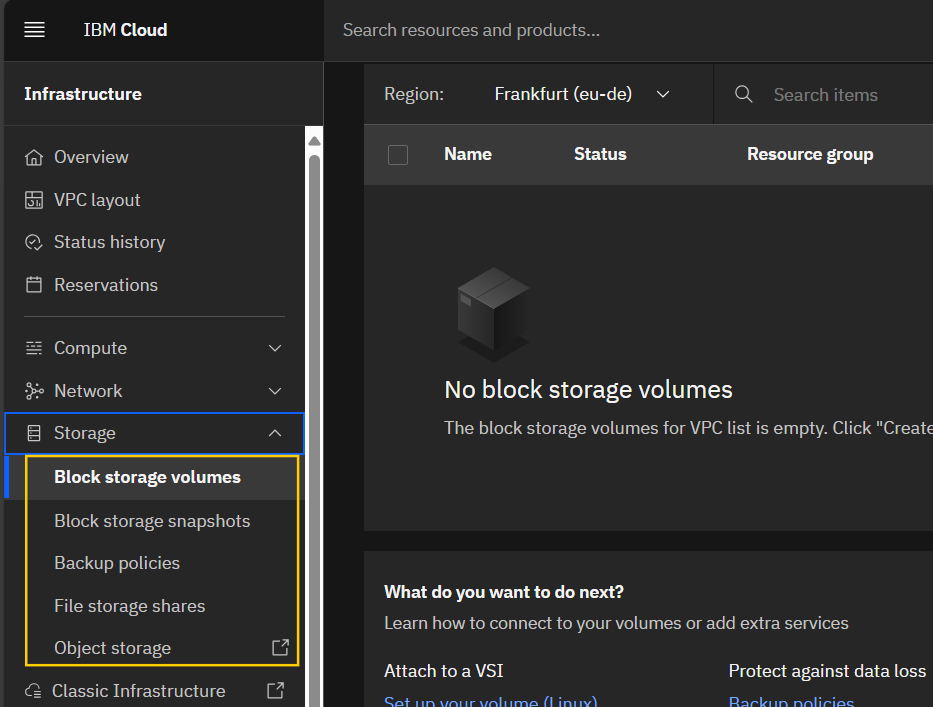 IBM Cloud
Search resources and products...
Infrastructure
Overview
VPC layout
Status history
Reservations
Compute
Network
Storage
Block storage volumes
Block storage snapshots
Backup policies
File storage shares
Object storage
Classic Infrastructure
Region: Frankfurt (eu-de)
Search items
Name Status Resource group
No block storage volumes
The block storage volumes for VPC list is empty. Click "Create
What do you want to do next?
Learn how to connect to your volumes or add extra services
Attach to a VSI
Set up your volume (Linux)
Protect against data loss
Backup policies